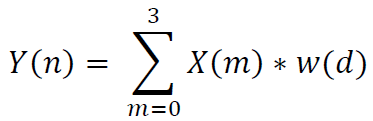 Y(n) = ∑_{m=0}^{3} X(m) * w(d)